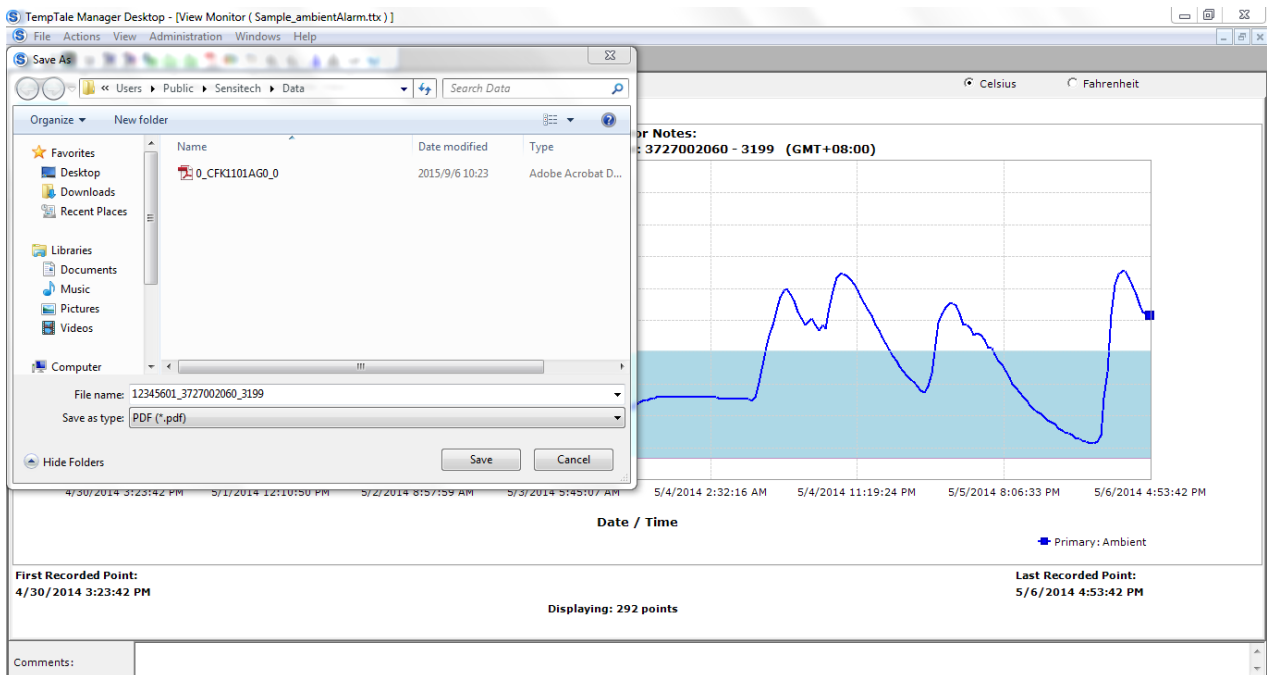 TempTale Manager Desktop - [View Monitor ( Sample_ambientAlarm.ttx ) ]
File Actions View Administration Windows Help
Save As
« Users Public Sensitech Data
Search Data
Celsius Fahrenheit
Organize New folder
or Notes:
: 3727002060 - 3199 (GMT+08:00)
Name Date modified Type
Favorites
Desktop
Downloads
Recent Places
0_CFK1101AG0_0 2015/9/6 10:23 Adobe Acrobat D...
Libraries
Documents
Music
Pictures
Videos
Computer
File name: 12345601_3727002060_3199
Save as type: PDF (*.pdf)
Hide Folders Save Cancel
4/30/2014 3:23:42 PM 5/1/2014 12:10:50 PM 5/2/2014 8:57:59 AM 5/3/2014 5:45:07 AM 5/4/2014 2:32:16 AM 5/4/2014 11:19:24 PM 5/5/2014 8:06:33 PM 5/6/2014 4:53:42 PM
Date / Time
Primary: Ambient
First Recorded Point:
4/30/2014 3:23:42 PM
Last Recorded Point:
5/6/2014 4:53:42 PM
Displaying: 292 points
Comments: